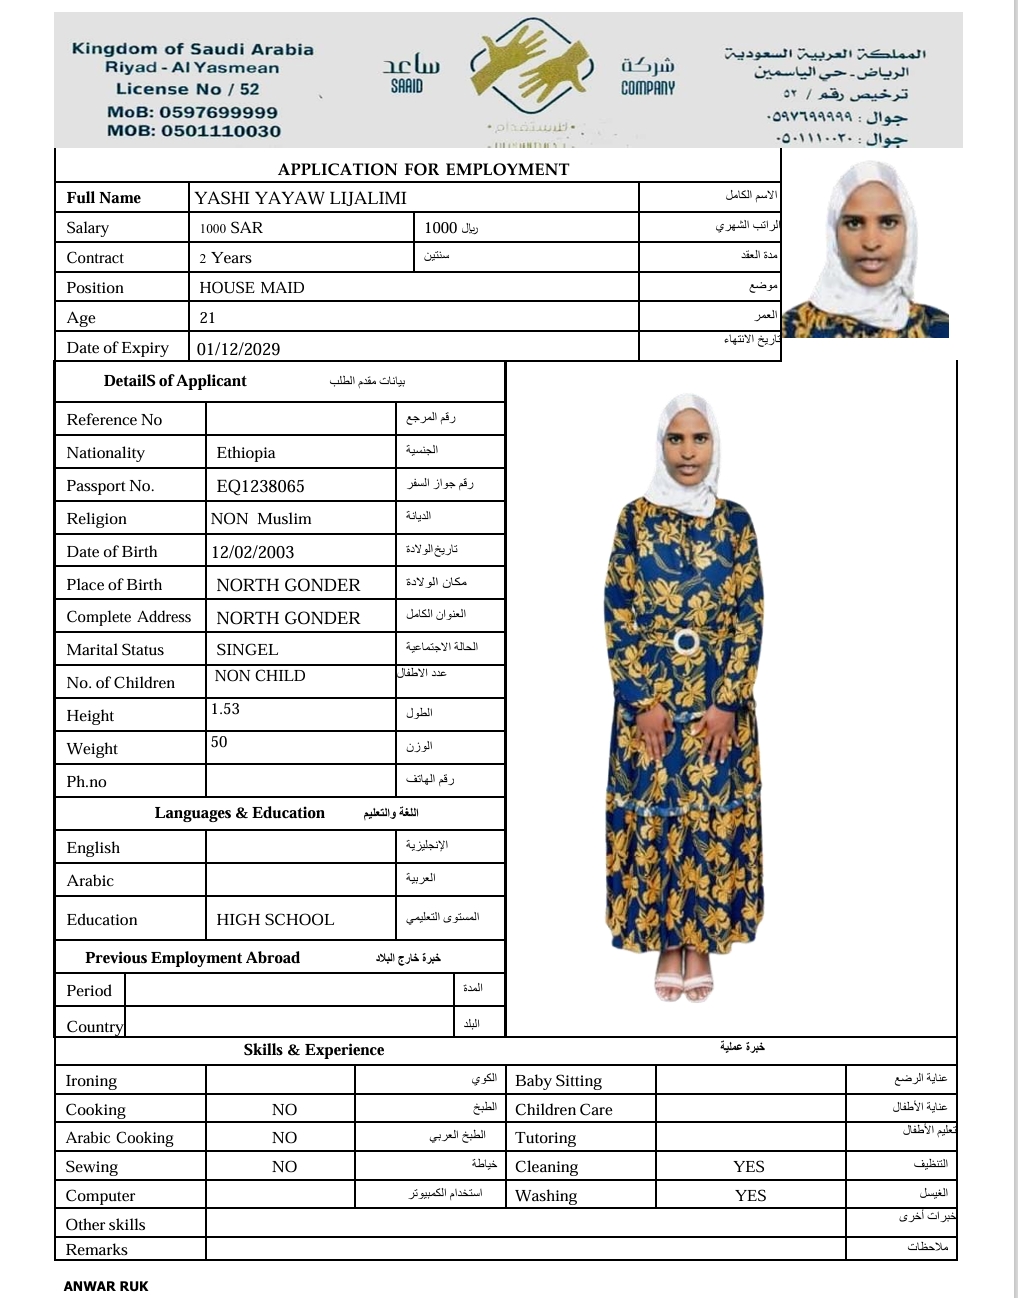 Kingdom of Saudi Arabia
Riyad - Al Yasmean
License No / 52
MoB: 0597699999
MOB: 0501110030
ساعد
SAAID
شركة
COMPANY
للاستقدام
المملكة العربية السعودية
الرياض - حي الياسمين
ترخيص رقم / ٥٢
جوال : ٠٥٩٧٦٩٩٩٩٩
جوال : ٠٥٠١١١٠٠٣٠
APPLICATION FOR EMPLOYMENT
Full Name YASHI YAYAW LIJALIMI الاسم الكامل
Salary 1000 SAR 1000 ريال الراتب الشهري
Contract 2 Years سنتين مدة العقد
Position HOUSE MAID موضع
Age 21 العمر
Date of Expiry 01/12/2029 تاريخ الانتهاء
DetailS of Applicant بيانات مقدم الطلب
Reference No رقم المرجع
Nationality Ethiopia الجنسية
Passport No. EQ1238065 رقم جواز السفر
Religion NON Muslim الديانة
Date of Birth 12/02/2003 تاريخ الولادة
Place of Birth NORTH GONDER مكان الولادة
Complete Address NORTH GONDER العنوان الكامل
Marital Status SINGEL الحالة الاجتماعية
No. of Children NON CHILD عدد الاطفال
Height 1.53 الطول
Weight 50 الوزن
Ph.no رقم الهاتف
Languages & Education اللغة والتعليم
English الإنجليزية
Arabic العربية
Education HIGH SCHOOL المستوى التعليمي
Previous Employment Abroad خبرة خارج البلاد
Period المدة
Country البلد
Skills & Experience خبرة عملية
Ironing الكوي Baby Sitting عناية الرضع
Cooking NO الطبخ Children Care عناية الأطفال
Arabic Cooking NO الطبخ العربي Tutoring تعليم الأطفال
Sewing NO خياطة Cleaning YES التنظيف
Computer استخدام الكمبيوتر Washing YES الغيسل
Other skills خبرات أخرى
Remarks ملاحظات
ANWAR RUK